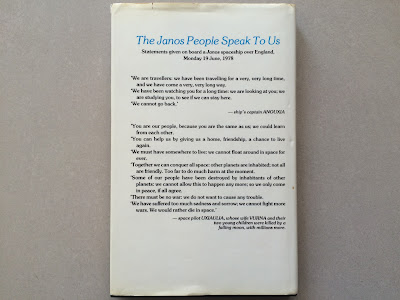 The Janos People Speak To Us
Statements given on board a Janos spaceship over England,
Monday 19 June, 1978
'We are travellers: we have been travelling for a very, very long time,
and we have come a very, very long way.
'We have been watching you for a long time: we are looking at you; we
are studying you, to see if we can stay here.
'We cannot go back.'
— ship's captain ANOUXIA
'You are our people, because you are the same as us; we could learn
from each other.
'You can help us by giving us a home, friendship, a chance to live
again.
'We must have somewhere to live; we cannot float around in space for
ever.
'Together we can conquer all space: other planets are inhabited; not all
are friendly. Too far to do much harm at the moment.
'Some of our people have been destroyed by inhabitants of other
planets; we cannot allow this to happen any more; so we only come
in peace, if all agree.
'There must be no war: we do not want to cause any trouble.
'We have suffered too much sadness and sorrow; we cannot fight more
wars. We would rather die in space.'
— space pilot UXIAULIA, whose wife VUJINA and their
two young children were killed by a
falling moon, with millions more.